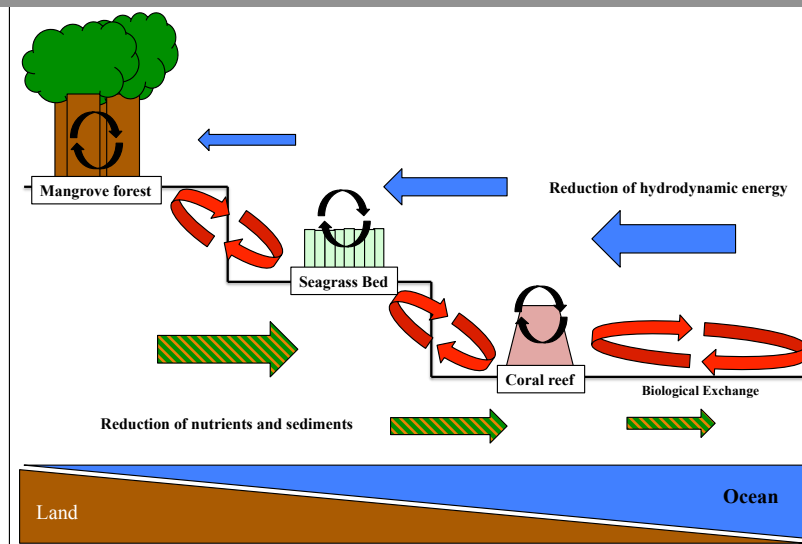 Mangrove forest
Reduction of hydrodynamic energy
Seagrass Bed
Coral reef
Biological Exchange
Reduction of nutrients and sediments
Ocean
Land